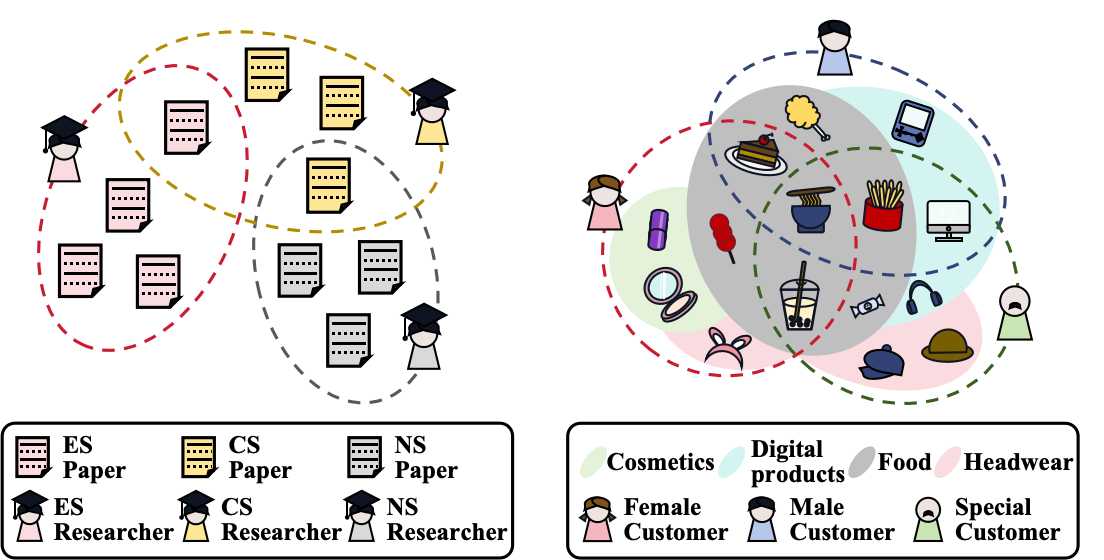 ES
Paper
CS
Paper
NS
Paper
ES
Researcher
CS
Researcher
NS
Researcher
Cosmetics
Digital
products
Food
Headwear
Female
Customer
Male
Customer
Special
Customer